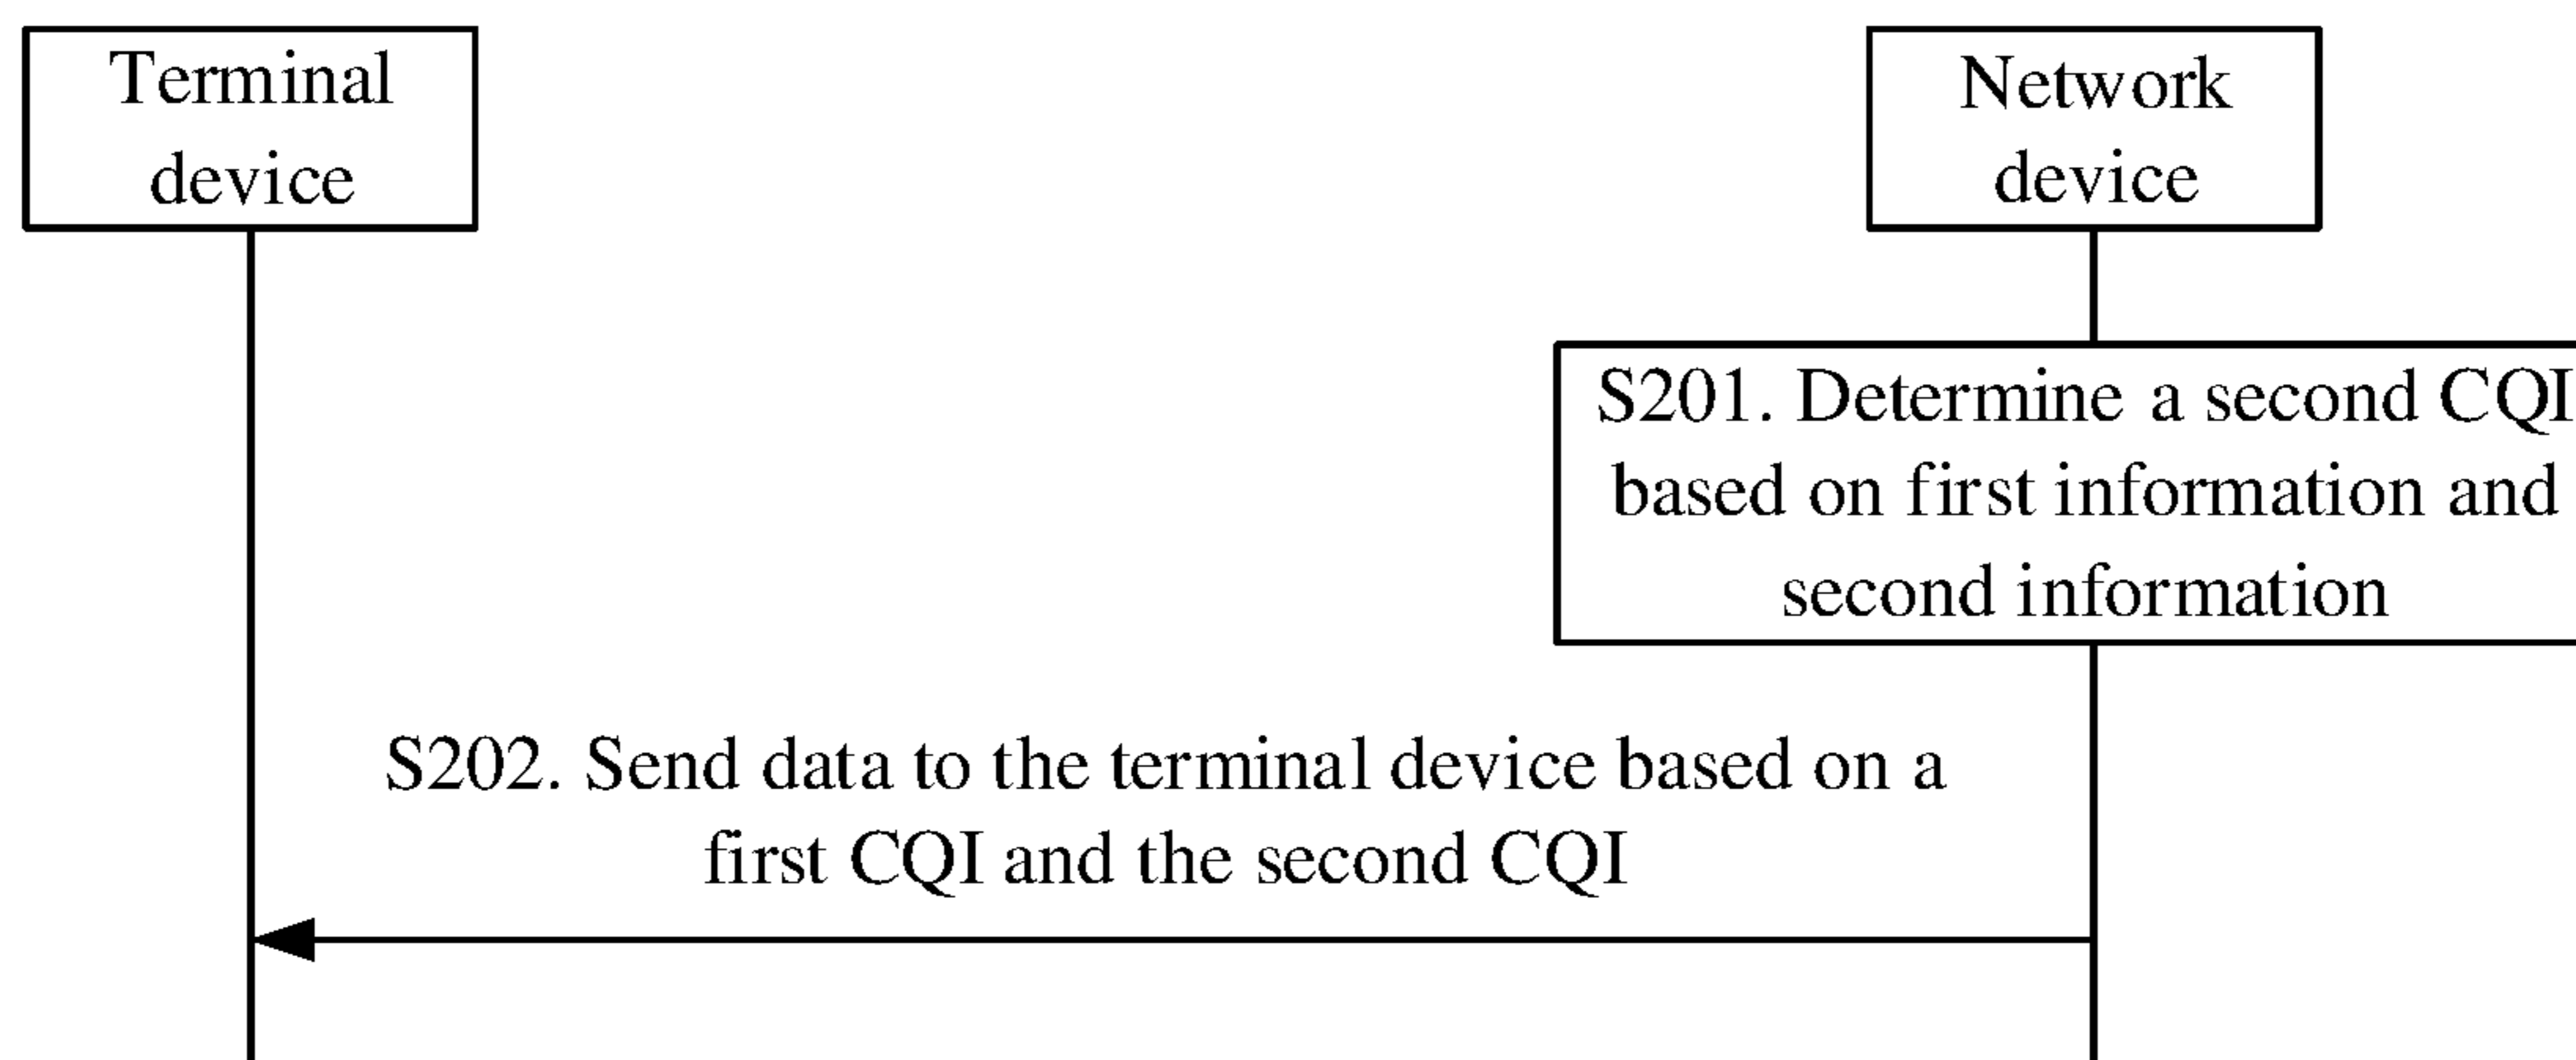 Terminal
device
Network
device
S201. Determine a second CQI
based on first information and
second information
S202. Send data to the terminal device based on a
first CQI and the second CQI